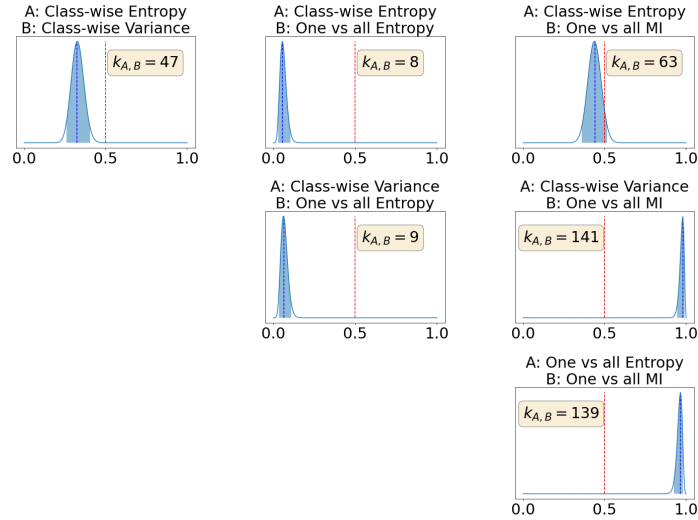 A: Class-wise Entropy
B: Class-wise Variance
k_{A, B} = 47
0.0 0.5 1.0
A: Class-wise Entropy
B: One vs all Entropy
k_{A, B} = 8
0.0 0.5 1.0
A: Class-wise Entropy
B: One vs all MI
k_{A, B} = 63
0.0 0.5 1.0
A: Class-wise Variance
B: One vs all Entropy
k_{A, B} = 9
0.0 0.5 1.0
A: Class-wise Variance
B: One vs all MI
k_{A, B} = 141
0.0 0.5 1.0
A: One vs all Entropy
B: One vs all MI
k_{A, B} = 139
0.0 0.5 1.0